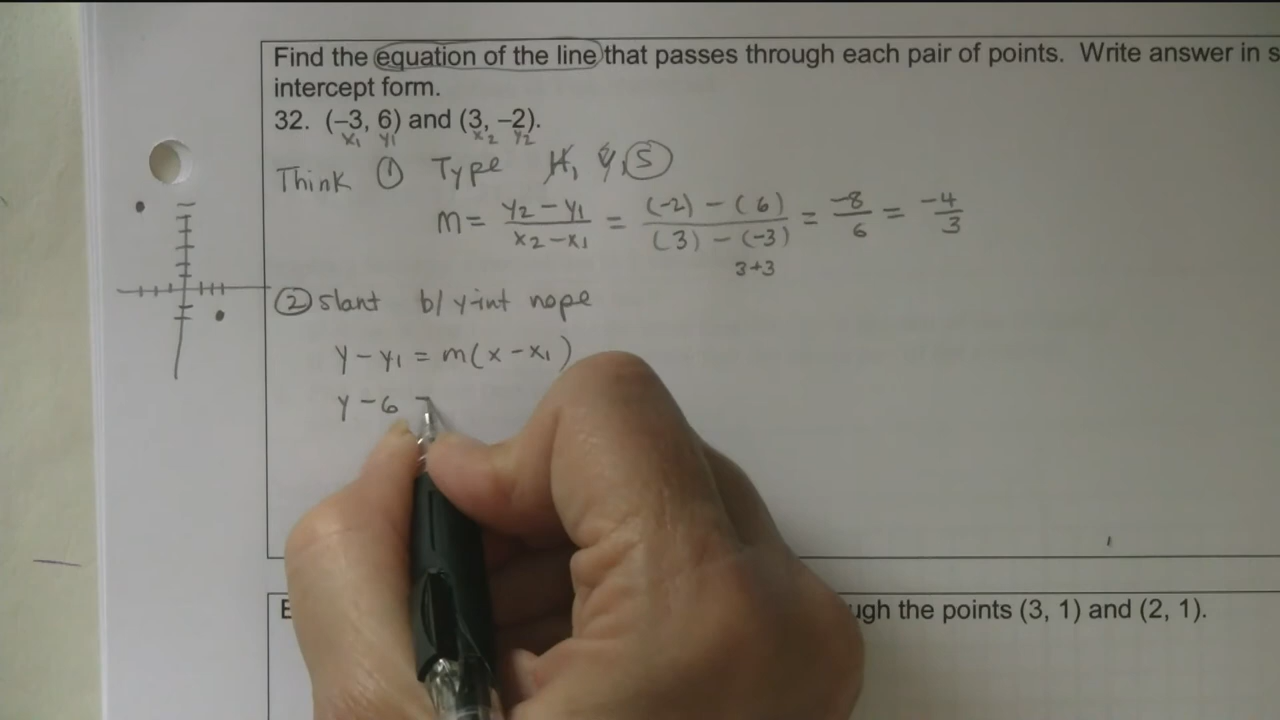 Find the equation of the line that passes through each pair of points. Write answer in s
intercept form.
32. (–3, 6) and (3, –2).
x₁ y₁ x₂ y₂
Think ① Type H, V, S
m = y₂ − y₁ / x₂ − x₁ = (-2) − (6) / (3) − (-3) = -8 / 6 = -4 / 3
3+3
② slant b/y-int nope
y − y₁ = m(x − x₁)
y − 6 =
ugh the points (3, 1) and (2, 1).